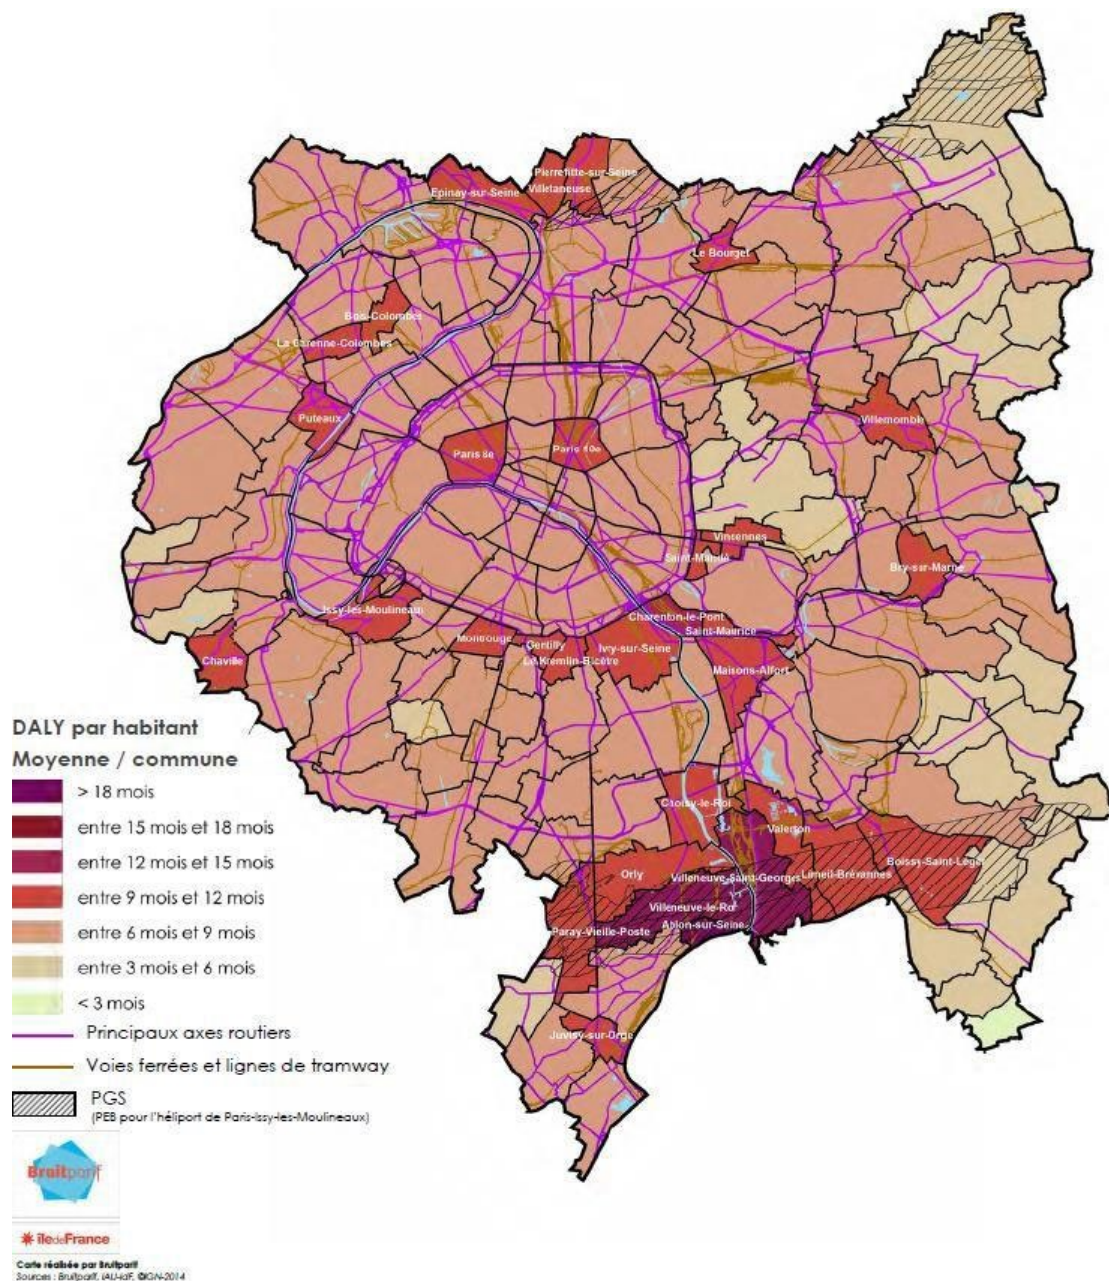 Pierrefitte-sur-Seine
Villetaneuse
Epinay-sur-Seine
Le Bourget
Bois-Colombes
La Garenne-Colombes
Puteaux
Villemomble
Paris 8e
Paris 10e
Vincennes
Saint-Mandé
Bry-sur-Marne
Issy-les-Moulineaux
Charenton-le-Pont
Saint-Maurice
Montrouge
Gentilly
Ivry-sur-Seine
Le Kremlin-Bicêtre
Chaville
Maisons-Alfort
Choisy-le-Roi
Valenton
Boissy-Saint-Léger
Orly
Villeneuve-Saint-Georges
Limeil-Brévannes
Villeneuve-le-Roi
Ablon-sur-Seine
Paray-Vieille-Poste
Juvisy-sur-Orge
DALY par habitant
Moyenne / commune
> 18 mois
entre 15 mois et 18 mois
entre 12 mois et 15 mois
entre 9 mois et 12 mois
entre 6 mois et 9 mois
entre 3 mois et 6 mois
< 3 mois
Principaux axes routiers
Voies ferrées et lignes de tramway
PGS
(PEB pour l'héliport de Paris-Issy-les-Moulineaux)
Bruitparif
îledeFrance
Carte réalisée par Bruitparif
Sources : Bruitparif, IAU-IdF, ©IGN-2014